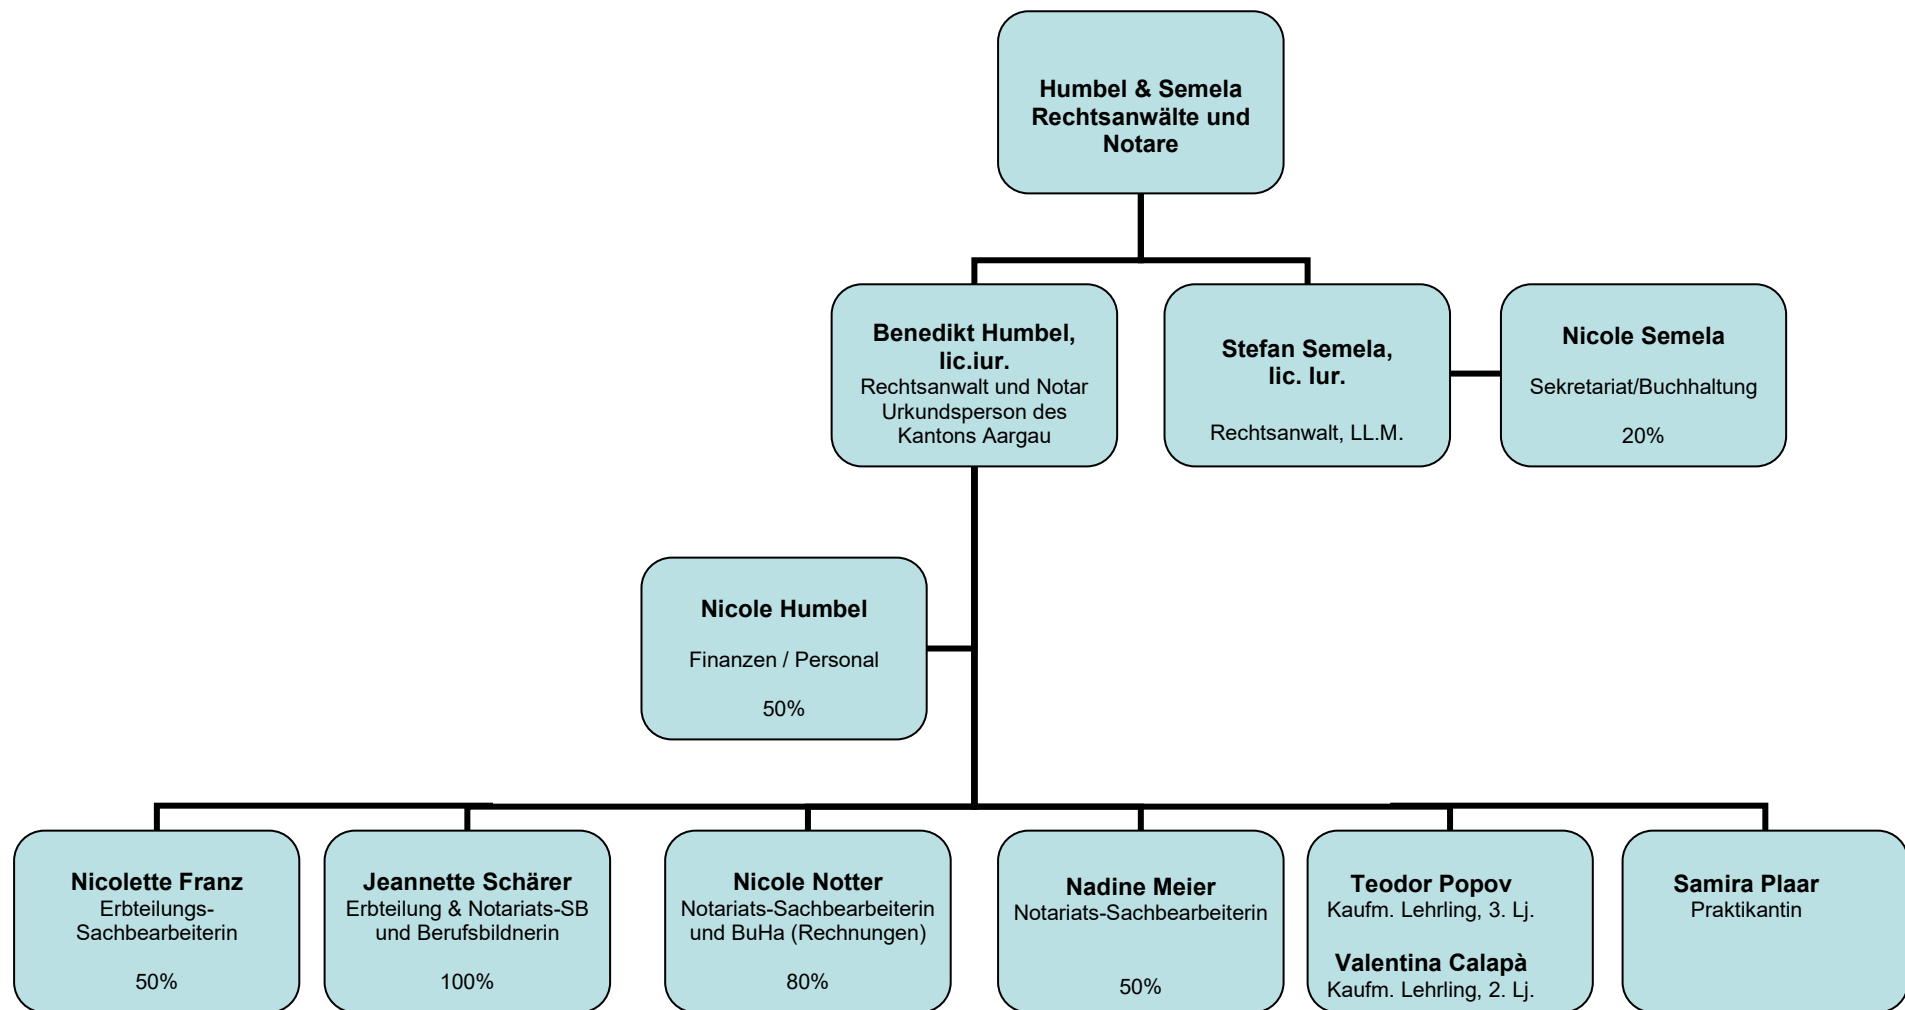 Humbel & Semela
Rechtsanwälte und
Notare
Benedikt Humbel,
lic.iur.
Rechtsanwalt und Notar
Urkundsperson des
Kantons Aargau
Stefan Semela,
lic. Iur.
Rechtsanwalt, LL.M.
Nicole Semela
Sekretariat/Buchhaltung
20%
Nicole Humbel
Finanzen / Personal
50%
Nicolette Franz
Erbteilungs-
Sachbearbeiterin
50%
Jeannette Schärer
Erbteilung & Notariats-SB
und Berufsbildnerin
100%
Nicole Notter
Notariats-Sachbearbeiterin
und BuHa (Rechnungen)
80%
Nadine Meier
Notariats-Sachbearbeiterin
50%
Teodor Popov
Kaufm. Lehrling, 3. Lj.
Valentina Calapà
Kaufm. Lehrling, 2. Lj.
Samira Plaar
Praktikantin